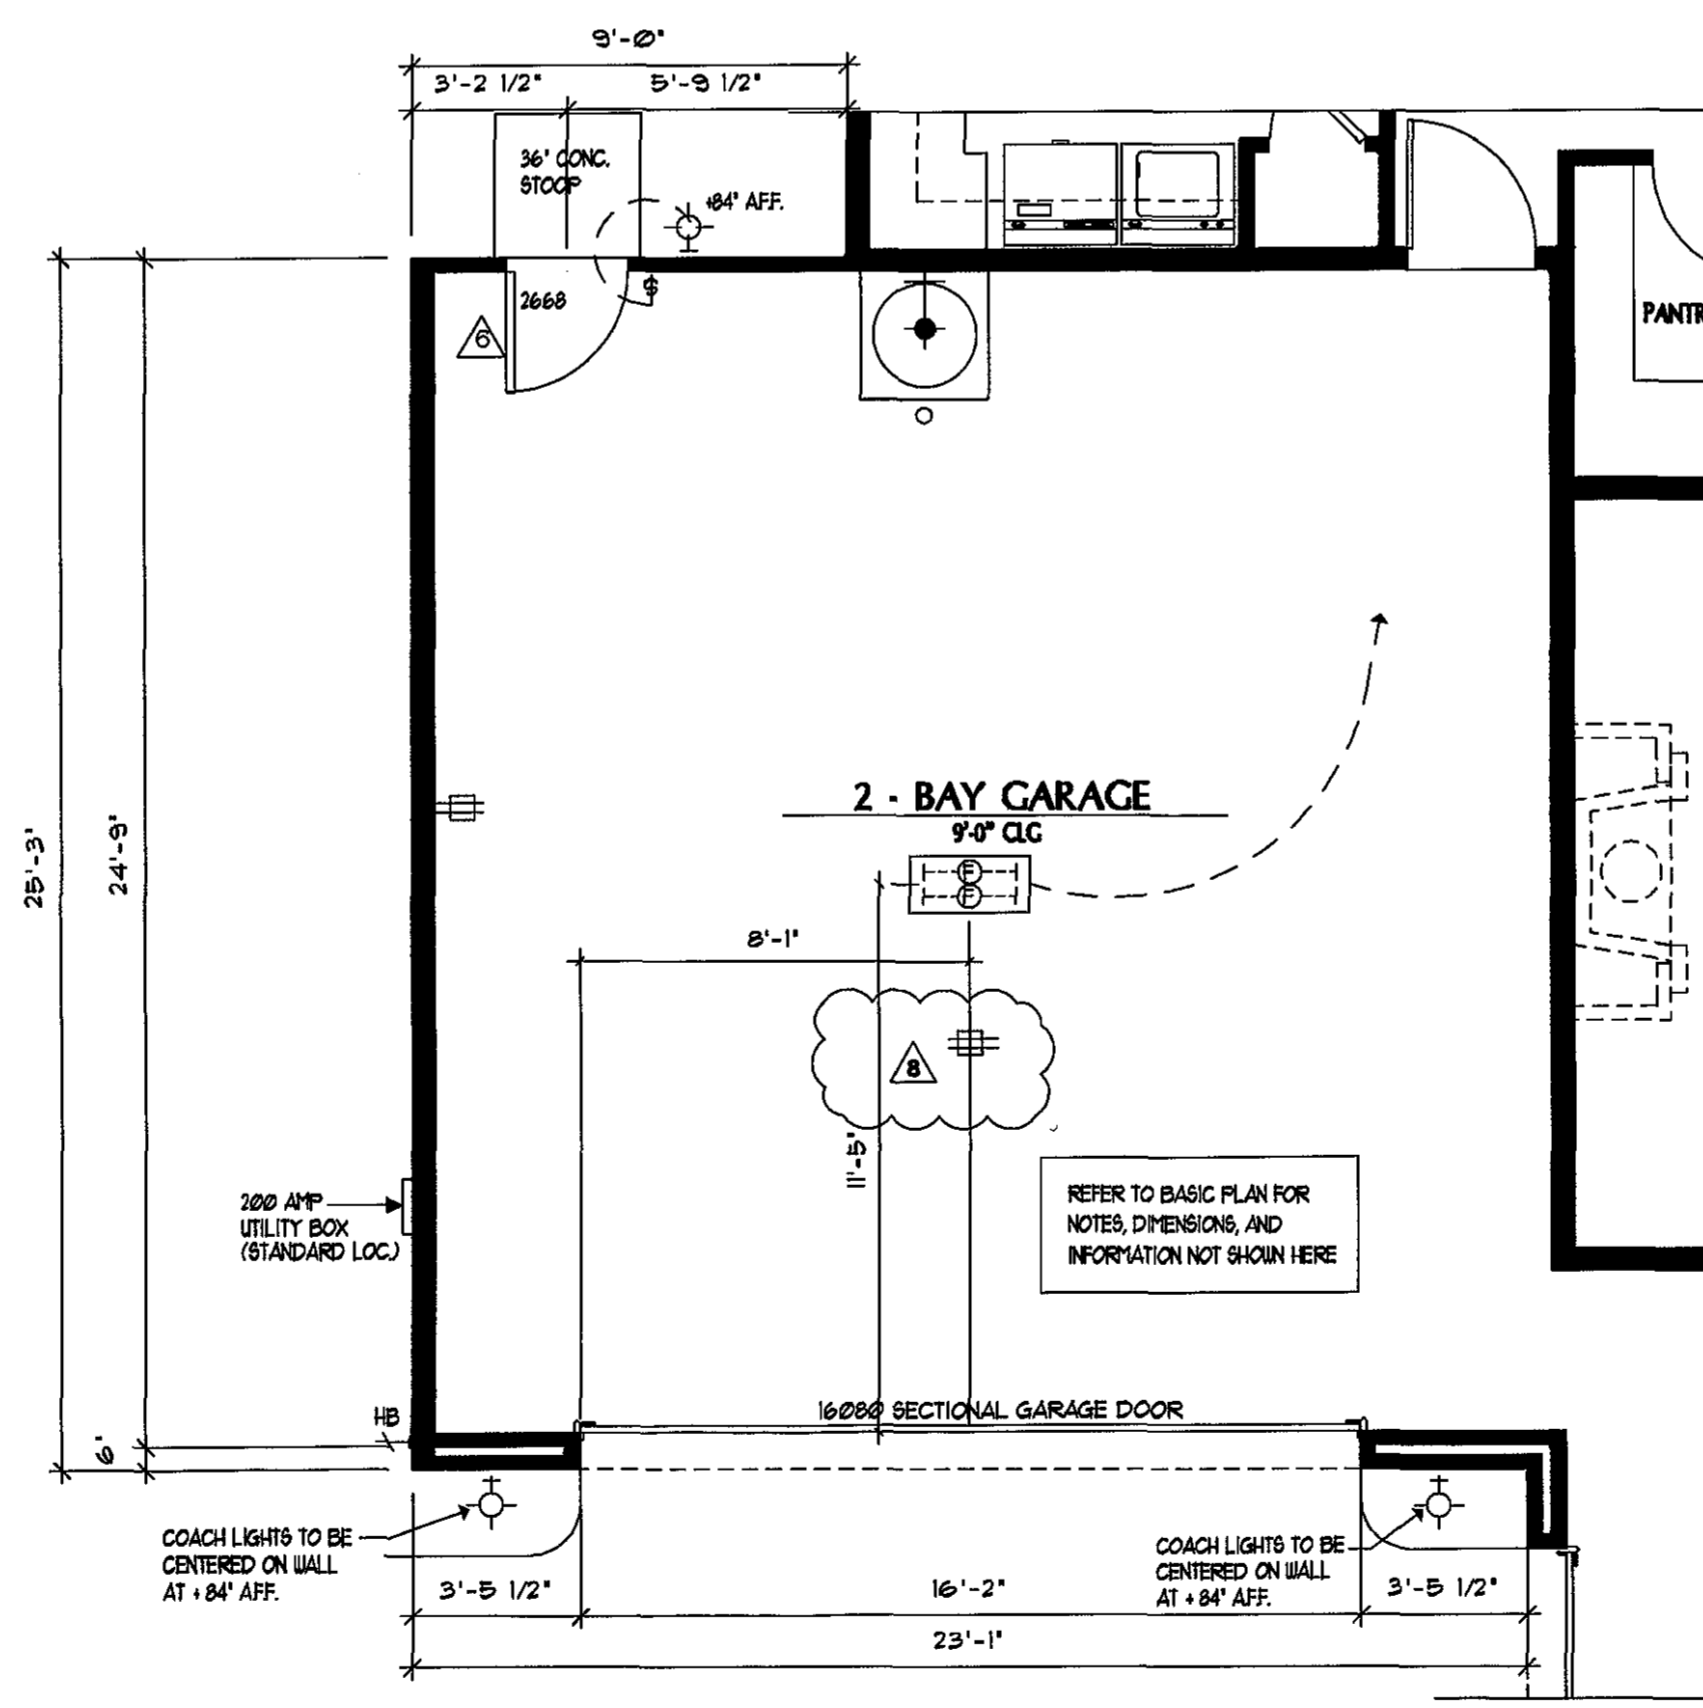 9'-0"
3'-2 1/2"
5'-9 1/2"
36" CONC.
STOOP
+84" AFF.
2668
$
6
PANTR
2 - BAY GARAGE
9'-0" CLG
F
F
25'-3"
24'-9"
8'-1"
8
11'-5"
200 AMP
UTILITY BOX
(STANDARD LOC.)
REFER TO BASIC PLAN FOR
NOTES, DIMENSIONS, AND
INFORMATION NOT SHOWN HERE
HB
6"
16080 SECTIONAL GARAGE DOOR
COACH LIGHTS TO BE
CENTERED ON WALL
AT +84" AFF.
COACH LIGHTS TO BE
CENTERED ON WALL
AT +84" AFF.
3'-5 1/2"
16'-2"
3'-5 1/2"
23'-1"